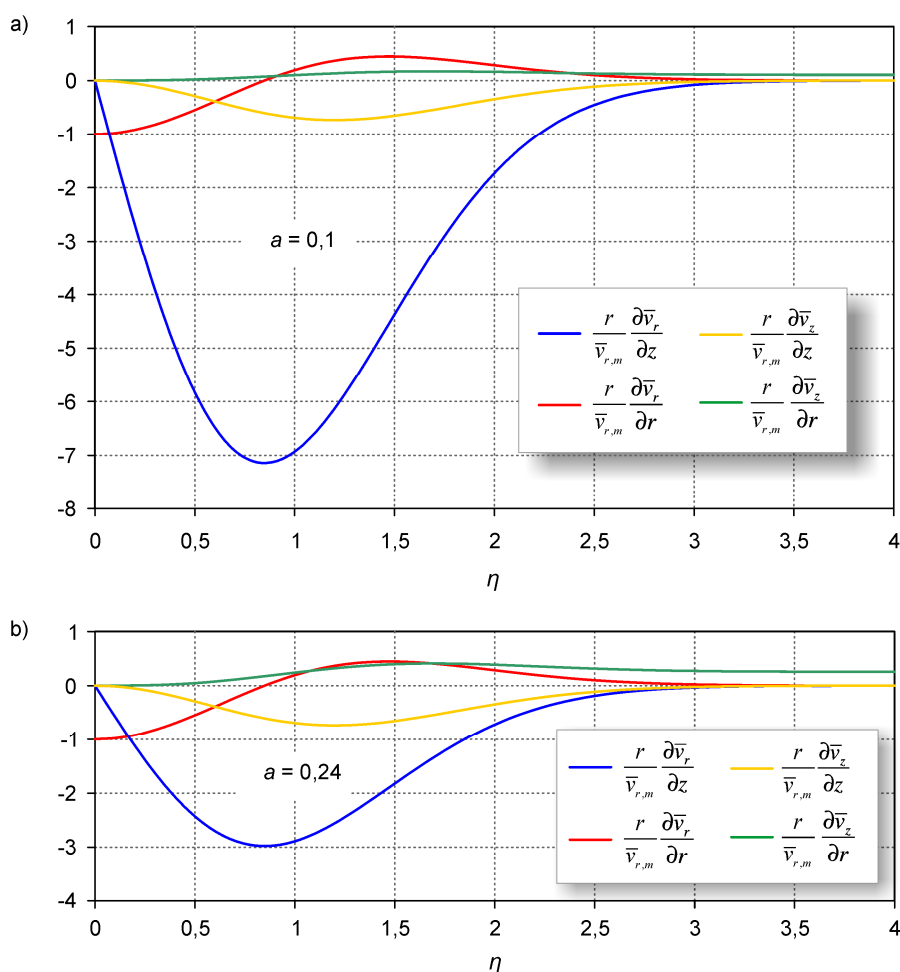 a)
1
0
-1
-2
-3
-4
-5
-6
-7
-8
a = 0,1
r/v̄r,m ∂v̄r/∂z
r/v̄r,m ∂v̄z/∂z
r/v̄r,m ∂v̄r/∂r
r/v̄r,m ∂v̄z/∂r
0 0,5 1 1,5 2 2,5 3 3,5 4
η
b)
1
0
-1
-2
-3
-4
a = 0,24
r/v̄r,m ∂v̄r/∂z
r/v̄r,m ∂v̄z/∂z
r/v̄r,m ∂v̄r/∂r
r/v̄r,m ∂v̄z/∂r
0 0,5 1 1,5 2 2,5 3 3,5 4
η